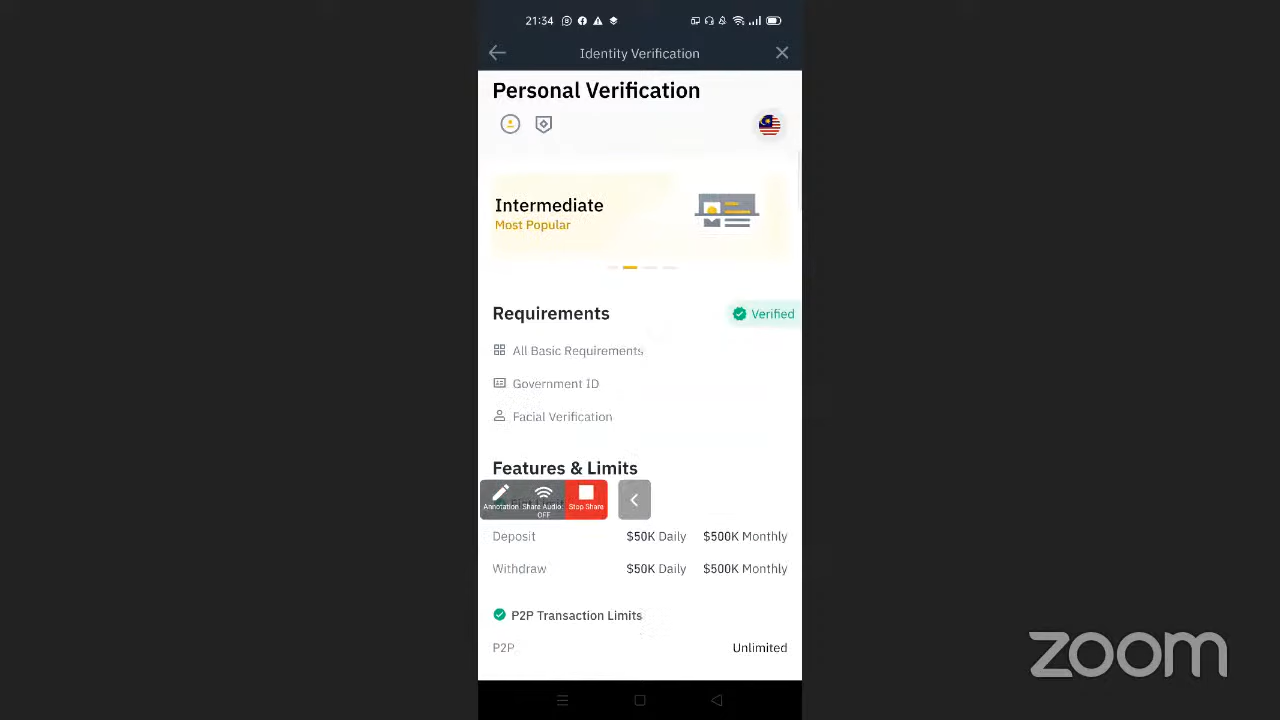 21:34
Identity Verification
Personal Verification
Intermediate
Most Popular
Requirements
Verified
All Basic Requirements
Government ID
Facial Verification
Features & Limits
Annotation
Share Audio: OFF
Stop Share
Deposit $50K Daily $500K Monthly
Withdraw $50K Daily $500K Monthly
P2P Transaction Limits
P2P Unlimited
zoom